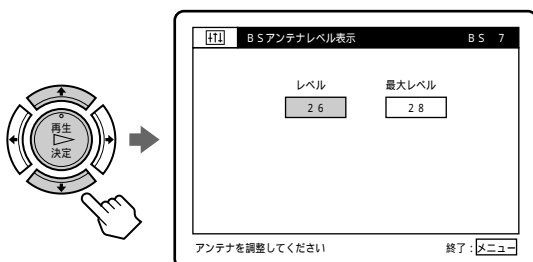 BSアンテナレベル表示 BS 7
レベル 最大レベル
26 28
再生
決定
アンテナを調整してください 終了:メニュー